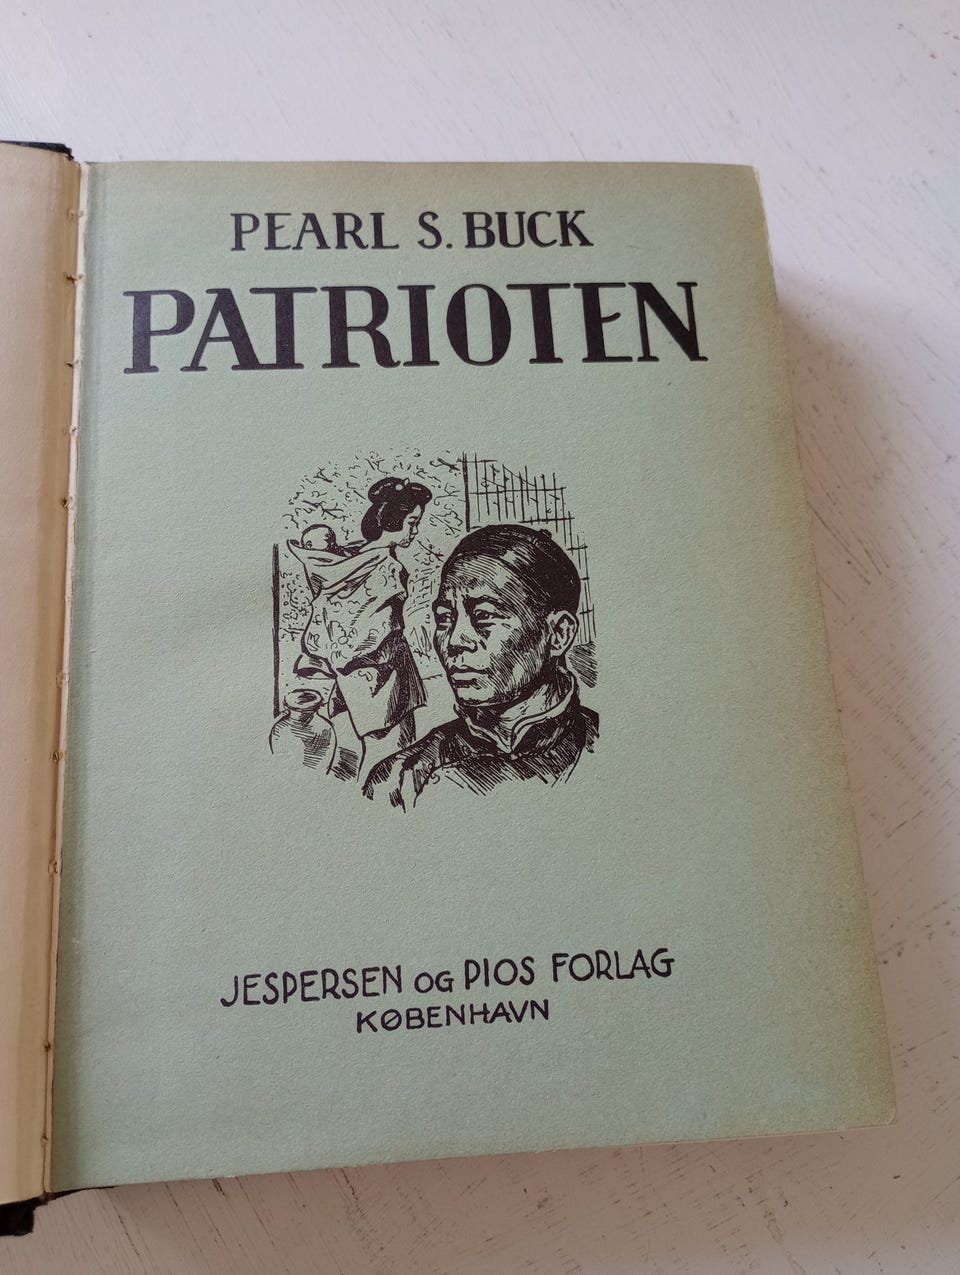 PEARL S. BUCK
PATRIOTEN
JESPERSEN OG PIOS FORLAG
KØBENHAVN